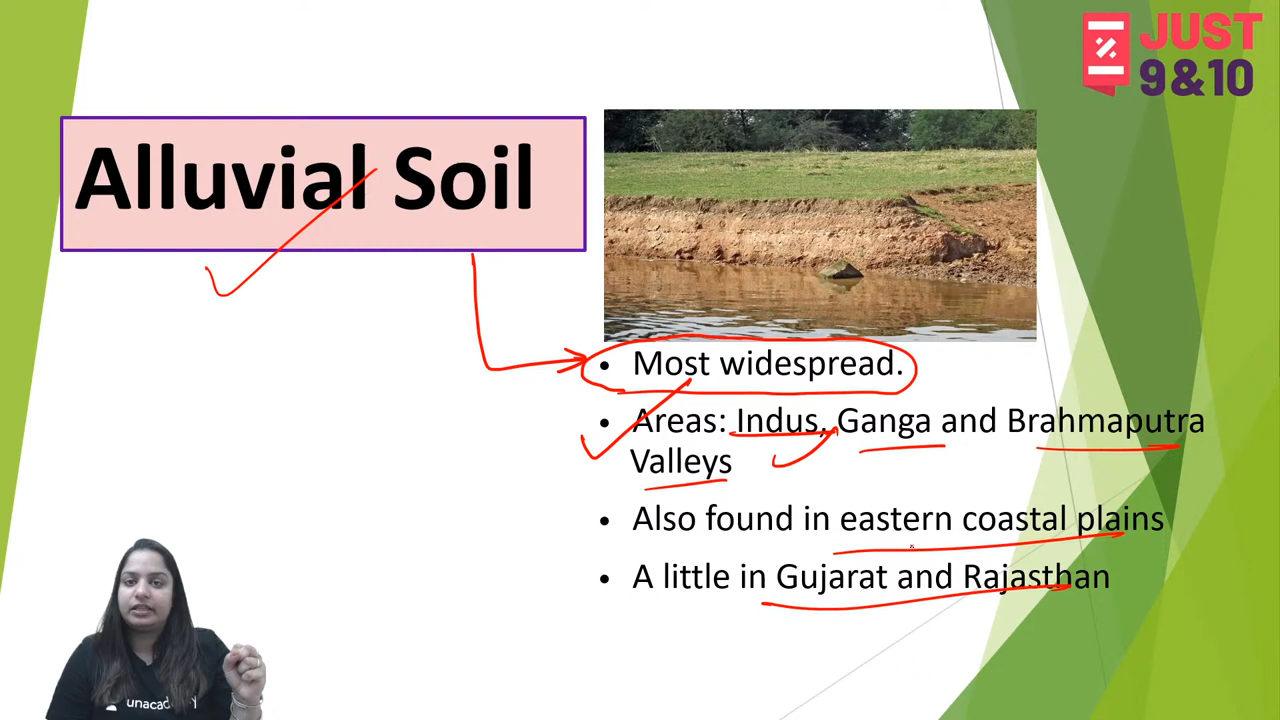 JUST
9&10
Alluvial Soil
• Most widespread.
• Areas: Indus, Ganga and Brahmaputra
Valleys
• Also found in eastern coastal plains
• A little in Gujarat and Rajasthan
unacademy